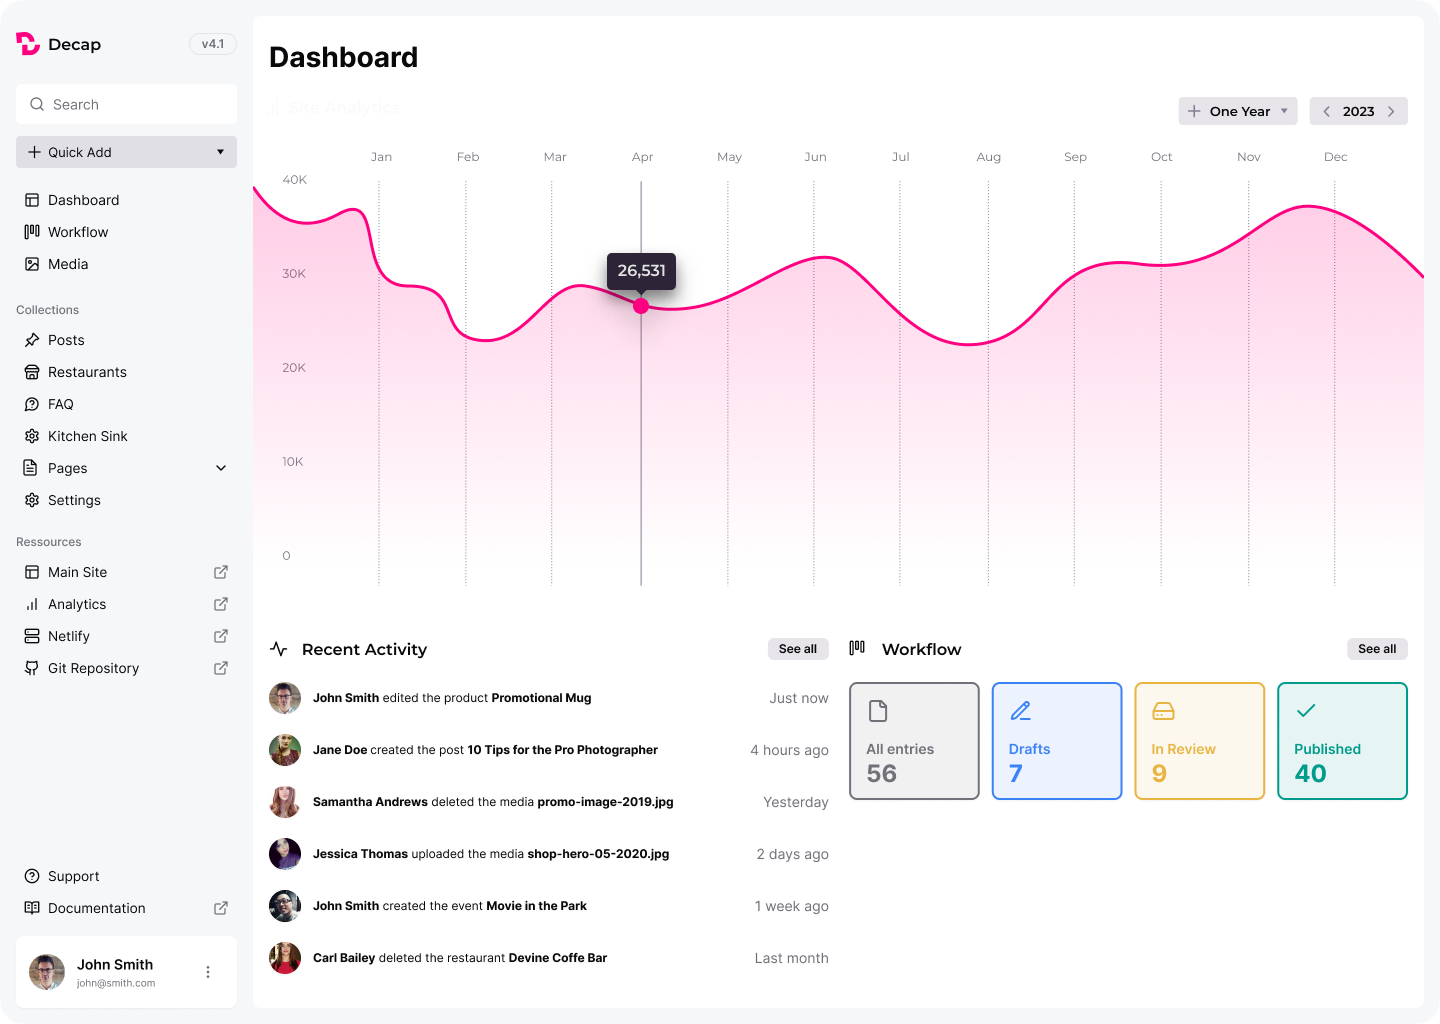 Decap
v4.1
Search
Quick Add
Dashboard
Workflow
Media
Collections
Posts
Restaurants
FAQ
Kitchen Sink
Pages
Settings
Ressources
Main Site
Analytics
Netlify
Git Repository
Support
Documentation
John Smith
john@smith.com
Dashboard
Site Analytics
One Year
2023
Jan Feb Mar Apr May Jun Jul Aug Sep Oct Nov Dec
40K
30K
26,531
20K
10K
0
Recent Activity
See all
John Smith edited the product Promotional Mug
Just now
Jane Doe created the post 10 Tips for the Pro Photographer
4 hours ago
Samantha Andrews deleted the media promo-image-2019.jpg
Yesterday
Jessica Thomas uploaded the media shop-hero-05-2020.jpg
2 days ago
John Smith created the event Movie in the Park
1 week ago
Carl Bailey deleted the restaurant Devine Coffe Bar
Last month
Workflow
See all
All entries
56
Drafts
7
In Review
9
Published
40